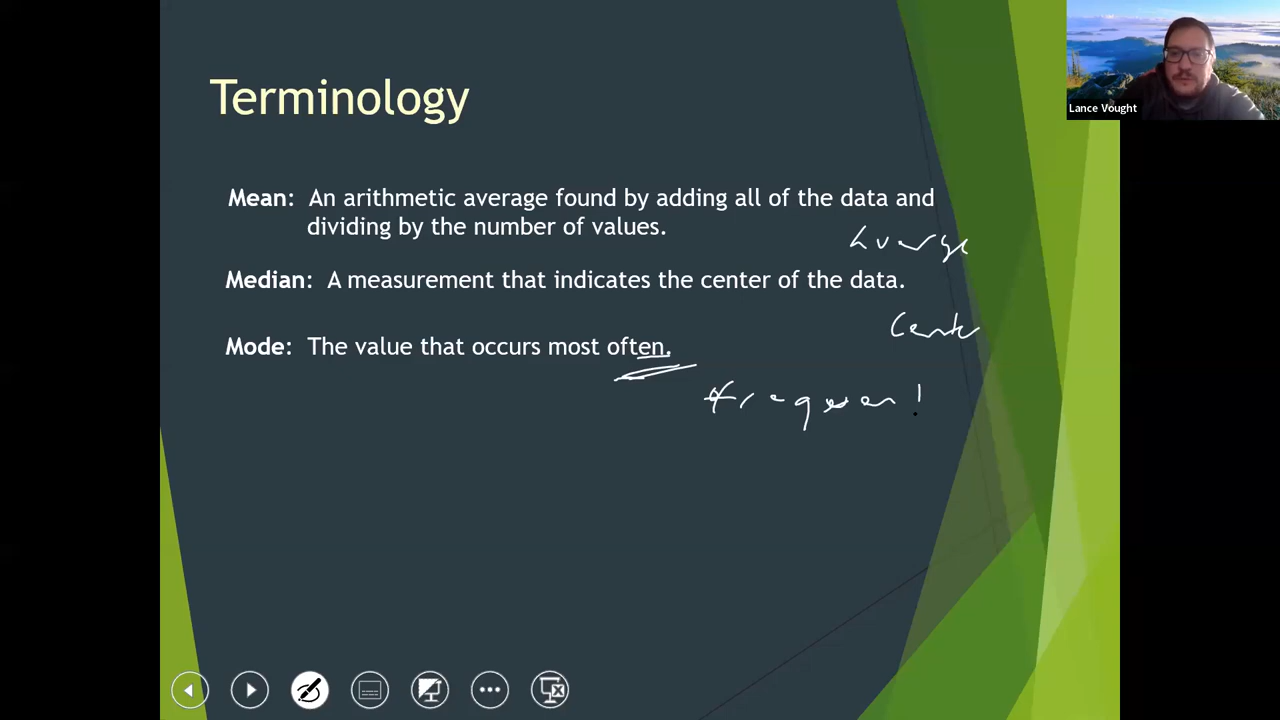 Lance Vought
Terminology
Mean: An arithmetic average found by adding all of the data and
dividing by the number of values.
Average
Median: A measurement that indicates the center of the data.
Center
Mode: The value that occurs most often.